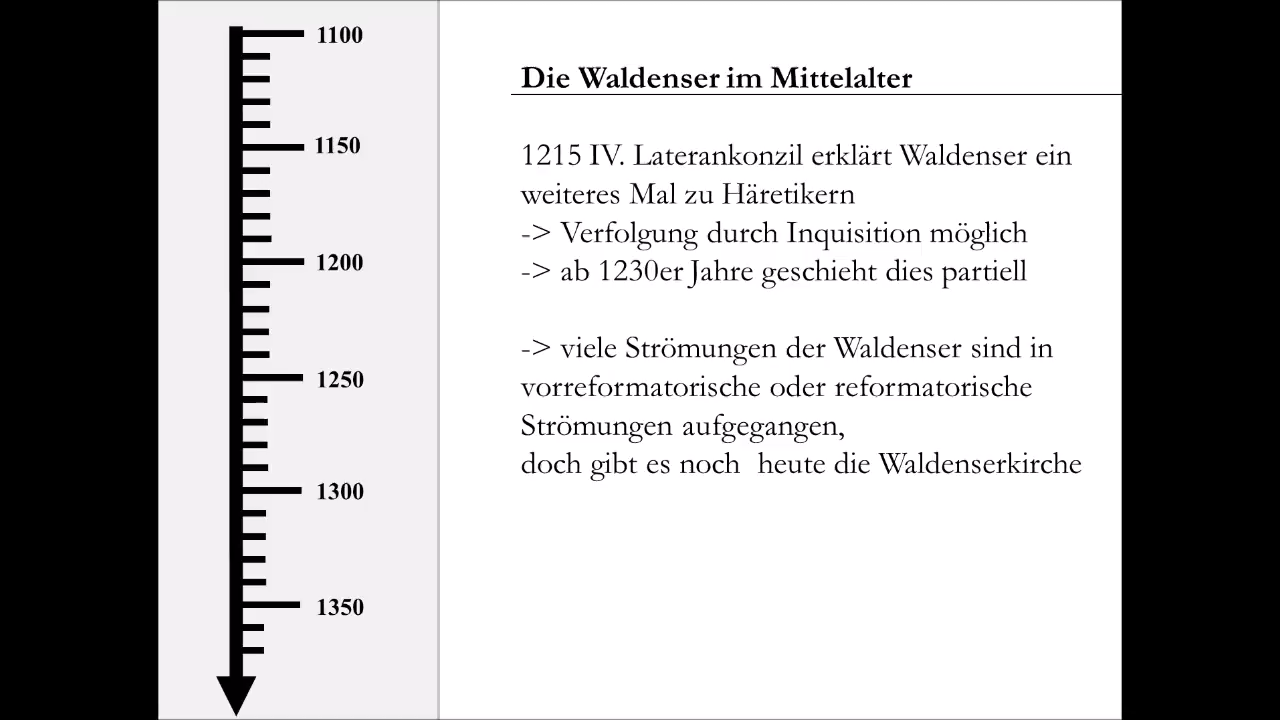 1100
1150
1200
1250
1300
1350
Die Waldenser im Mittelalter
1215 IV. Laterankonzil erklärt Waldenser ein
weiteres Mal zu Häretikern
-> Verfolgung durch Inquisition möglich
-> ab 1230er Jahre geschieht dies partiell
-> viele Strömungen der Waldenser sind in
vorreformatorische oder reformatorische
Strömungen aufgegangen,
doch gibt es noch heute die Waldenserkirche